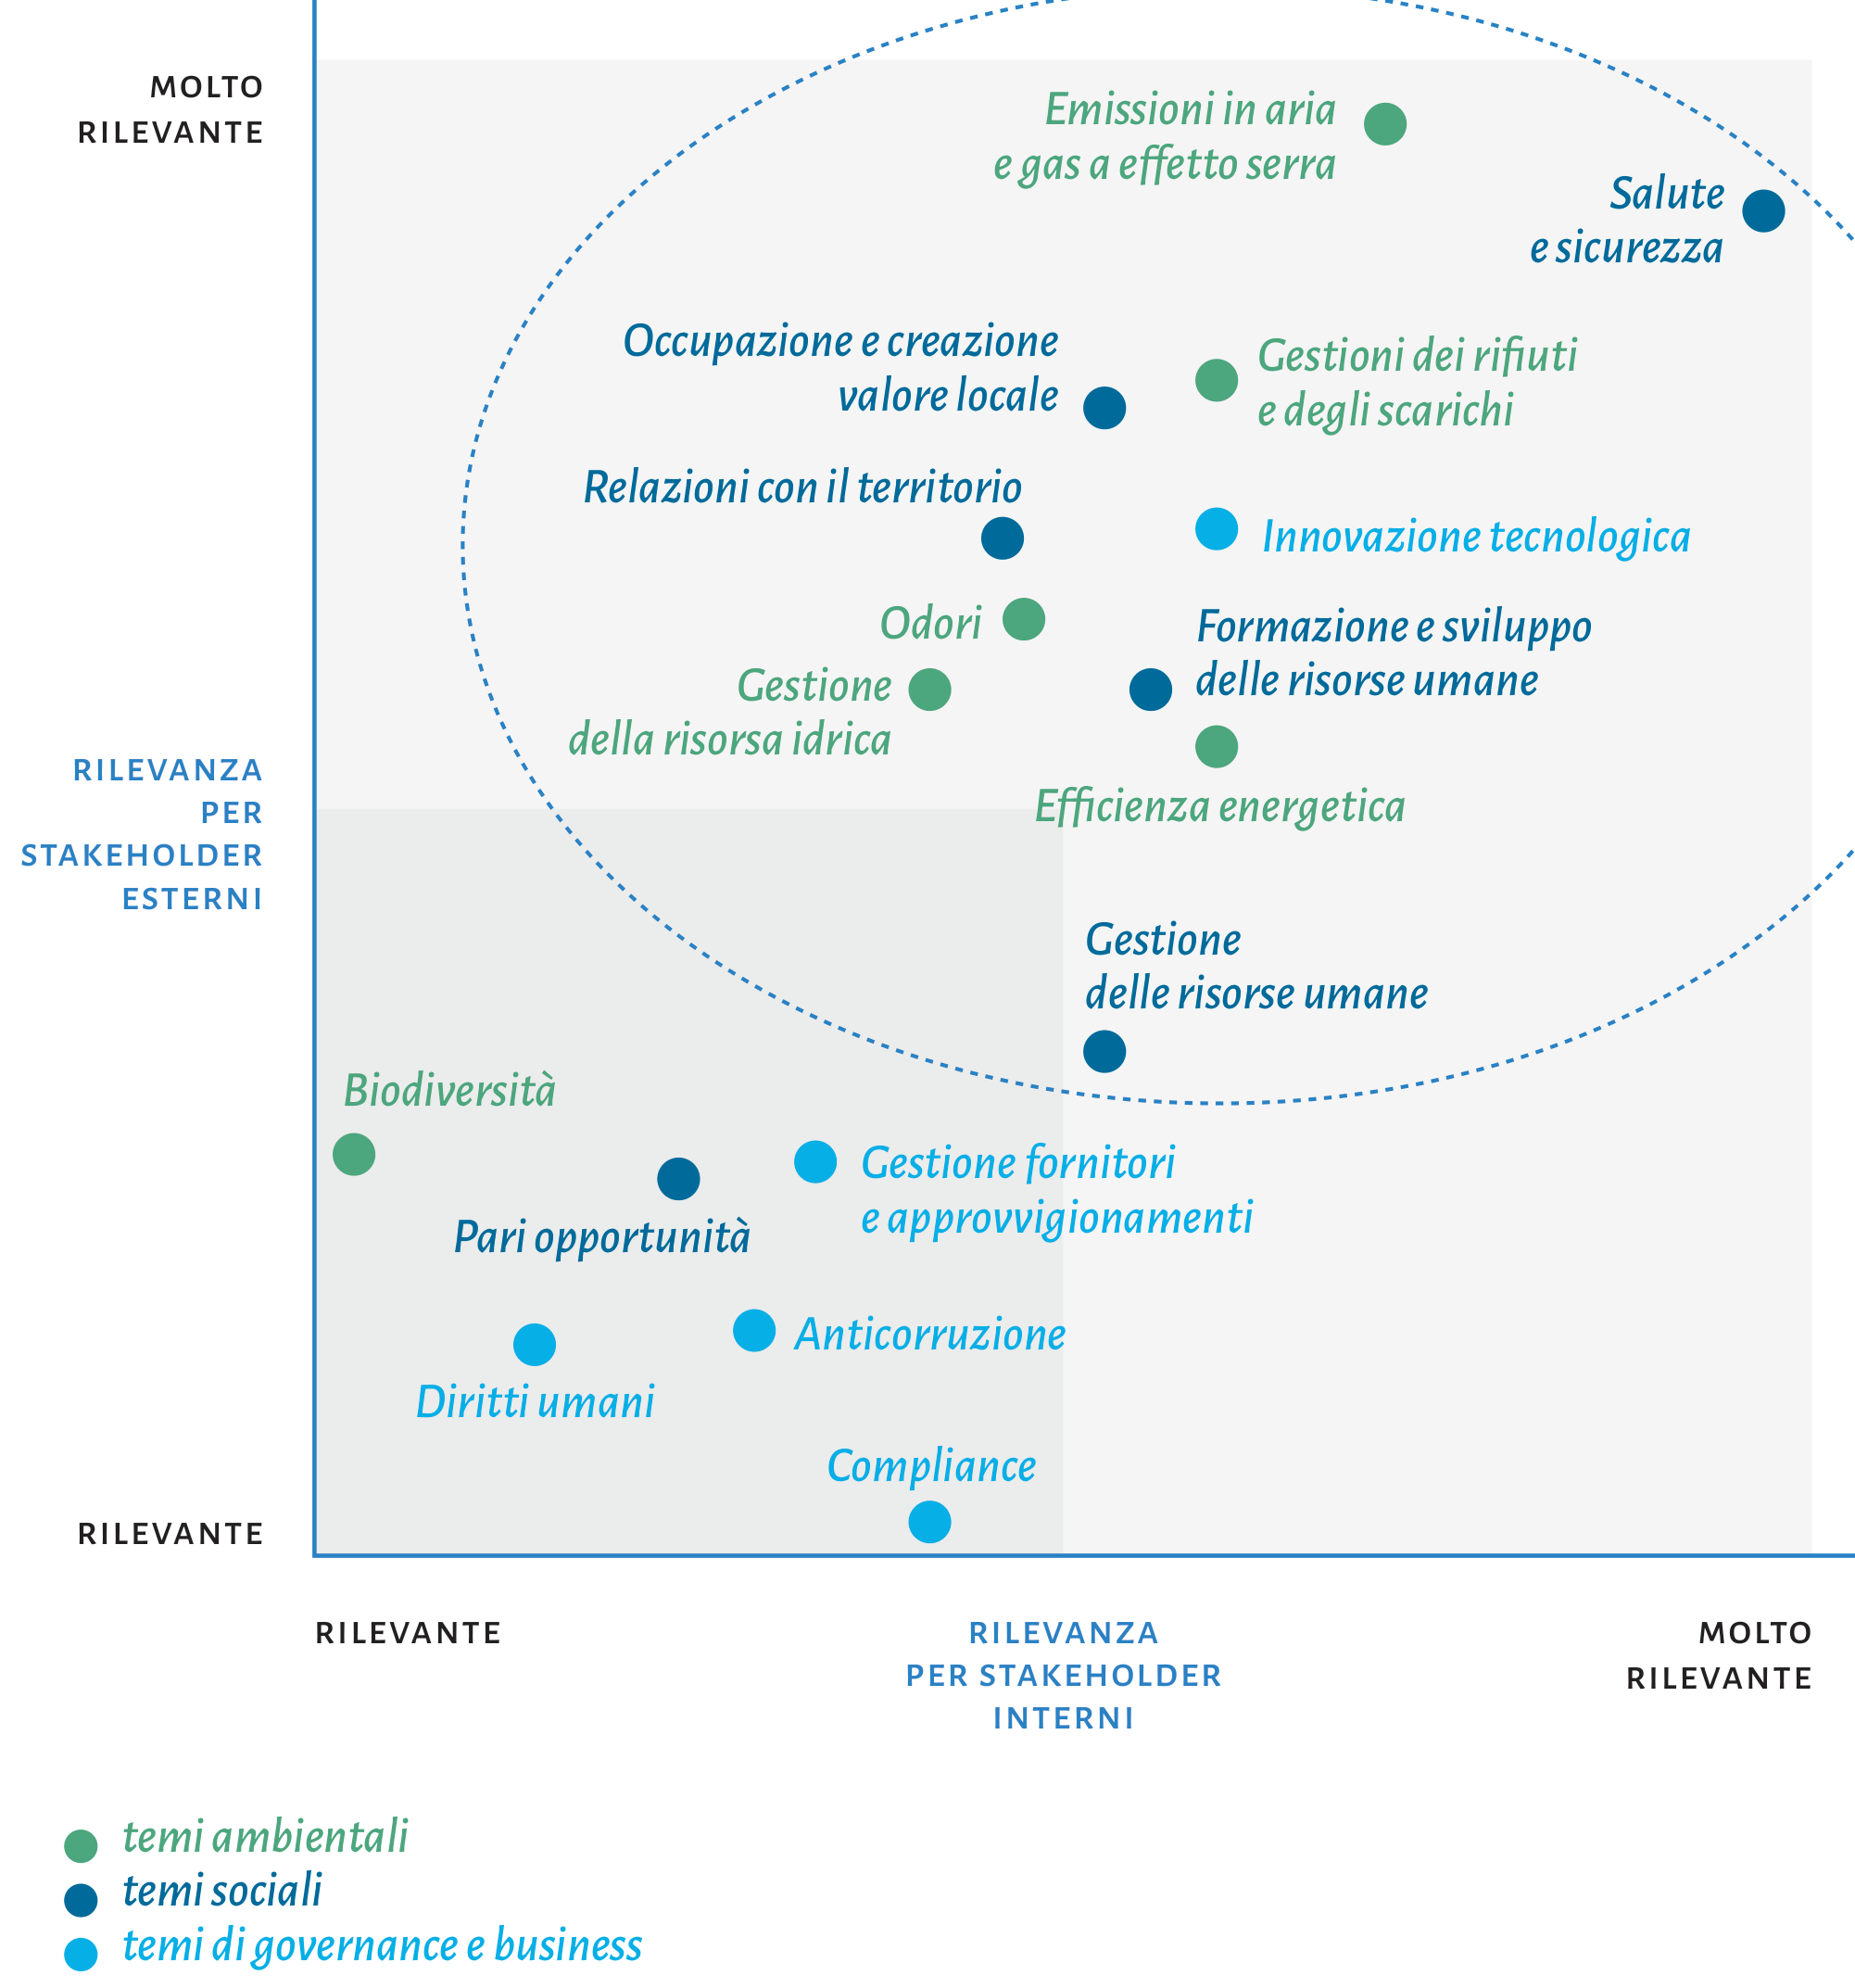 MOLTO
RILEVANTE
Emissioni in aria
e gas a effetto serra
Salute
e sicurezza
Occupazione e creazione
valore locale
Gestioni dei rifiuti
e degli scarichi
Relazioni con il territorio
Innovazione tecnologica
Odori
Formazione e sviluppo
delle risorse umane
Gestione
della risorsa idrica
Efficienza energetica
RILEVANZA
PER
STAKEHOLDER
ESTERNI
Gestione
delle risorse umane
Biodiversità
Gestione fornitori
e approvvigionamenti
Pari opportunità
Anticorruzione
Diritti umani
Compliance
RILEVANTE
RILEVANTE
RILEVANZA
PER STAKEHOLDER
INTERNI
MOLTO
RILEVANTE
temi ambientali
temi sociali
temi di governance e business